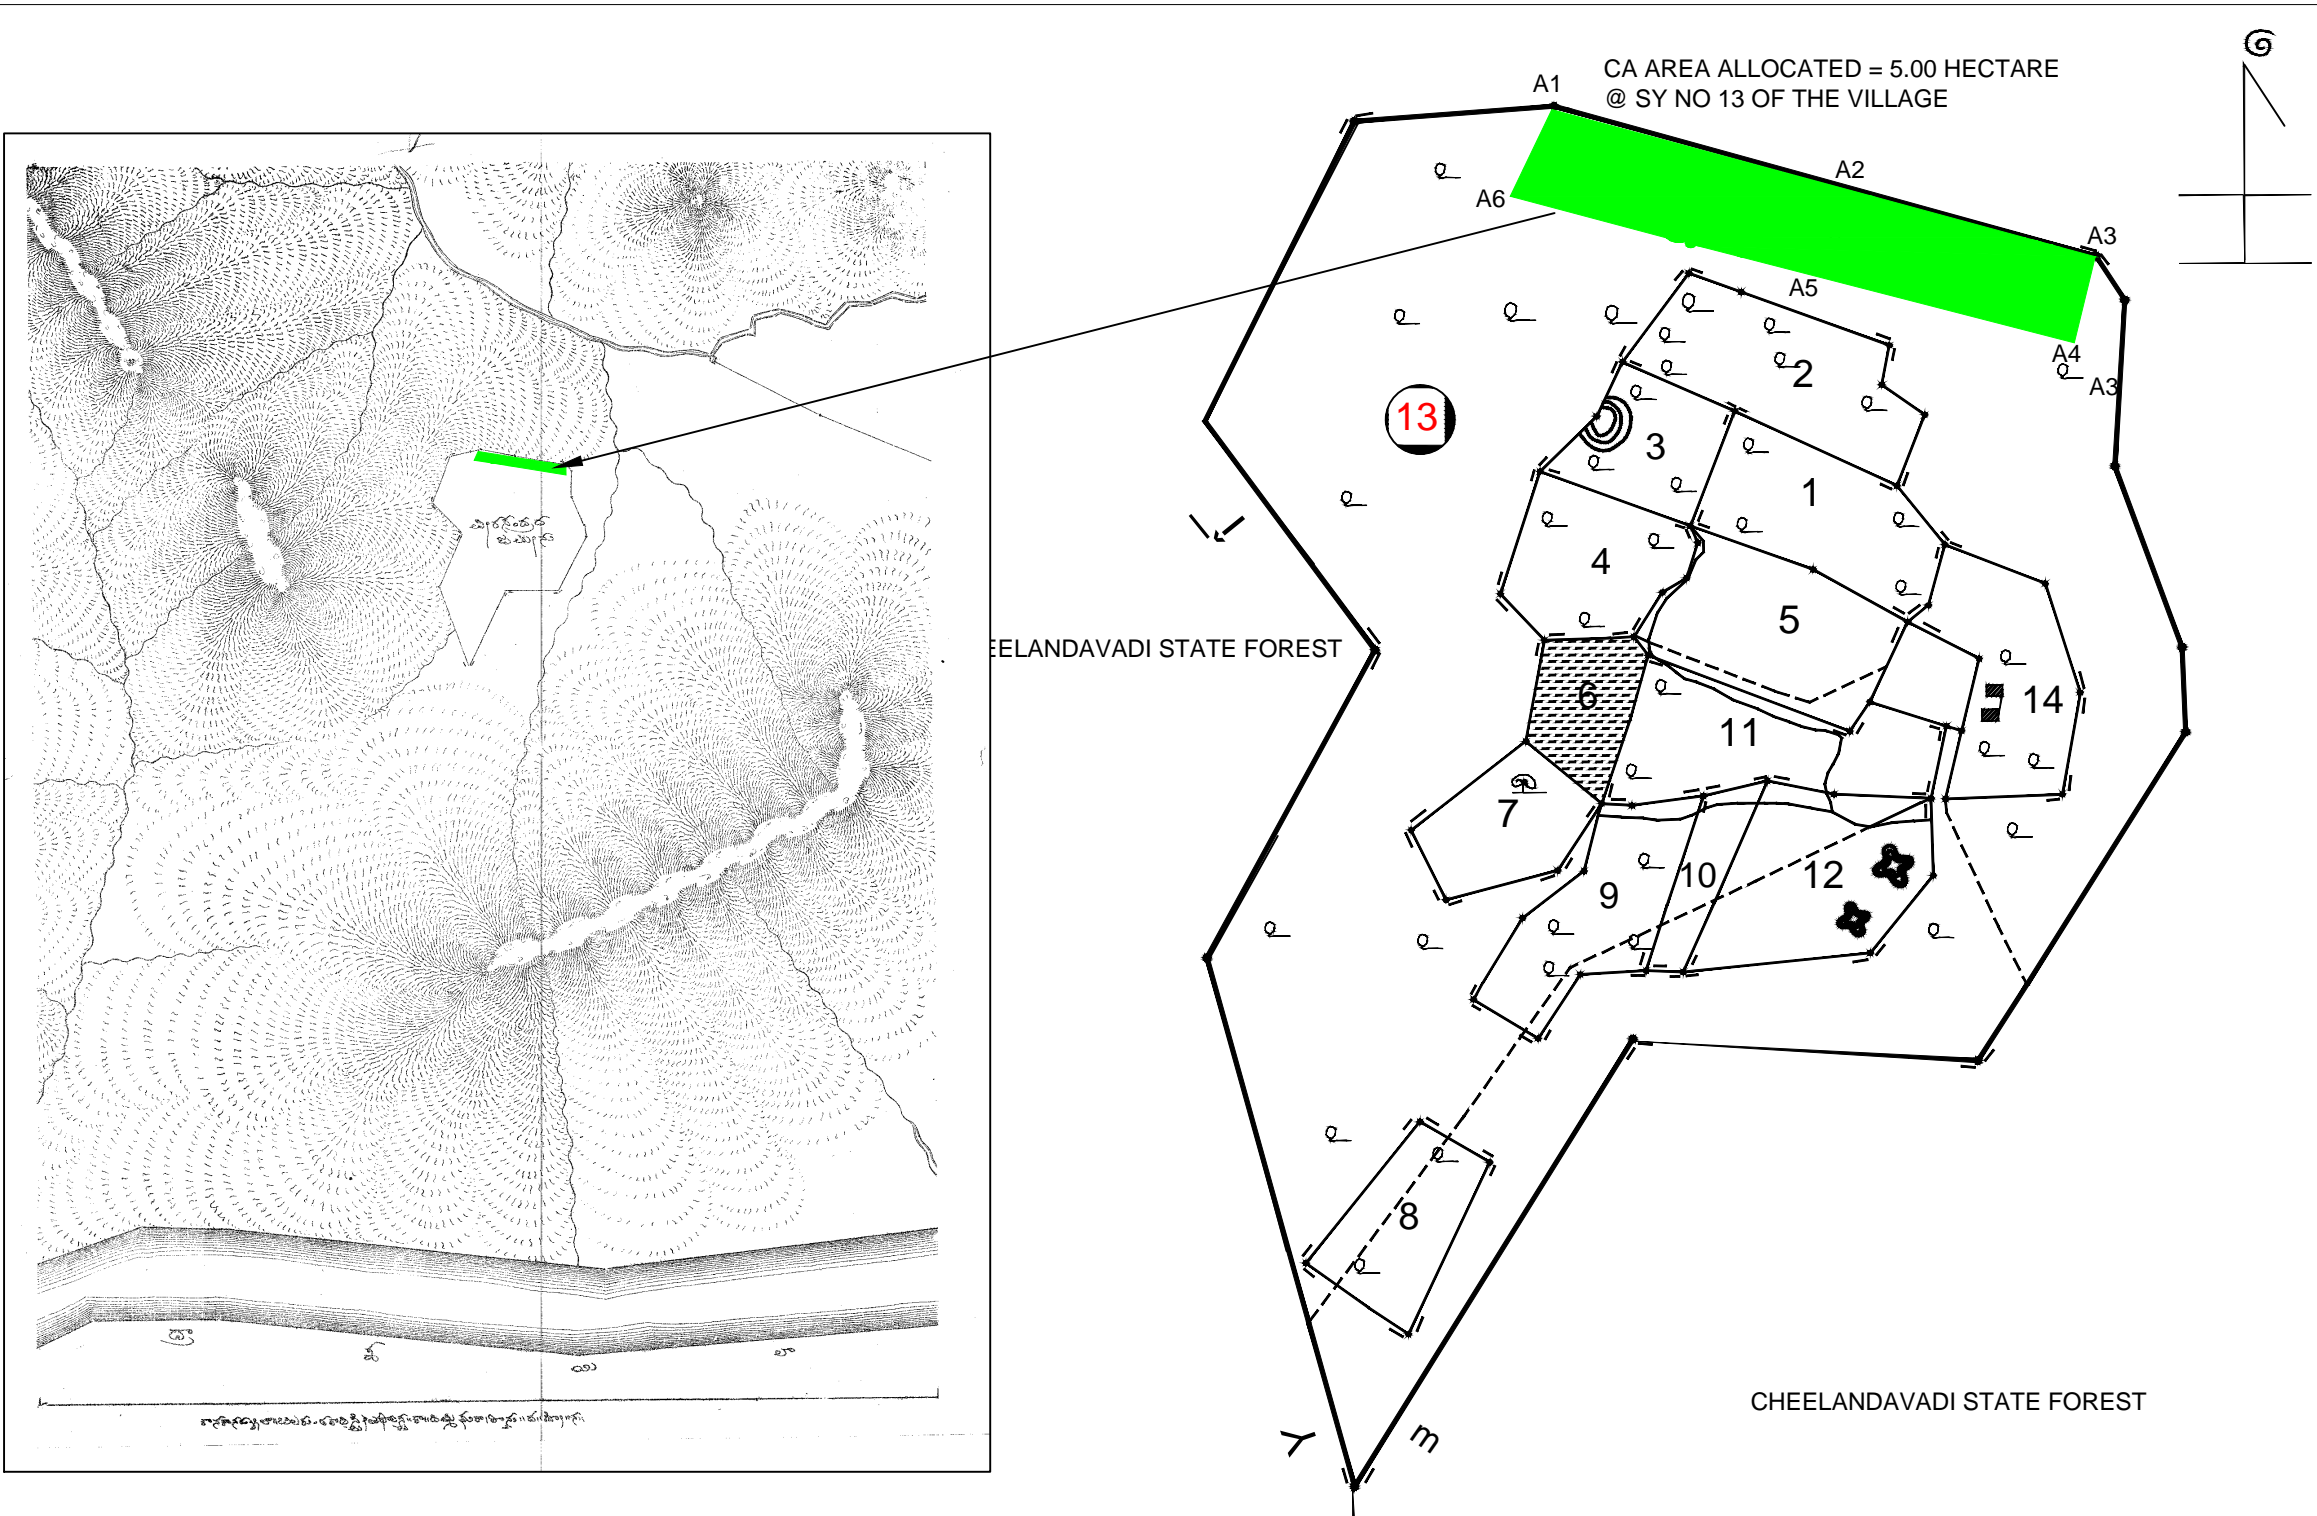 CA AREA ALLOCATED = 5.00 HECTARE
@ SY NO 13 OF THE VILLAGE
A1
A2
A6
A3
A5
A4
A3
13
2
3
1
4
5
EELANDAVADI STATE FOREST
6
14
11
7
10
12
9
8
CHEELANDAVADI STATE FOREST